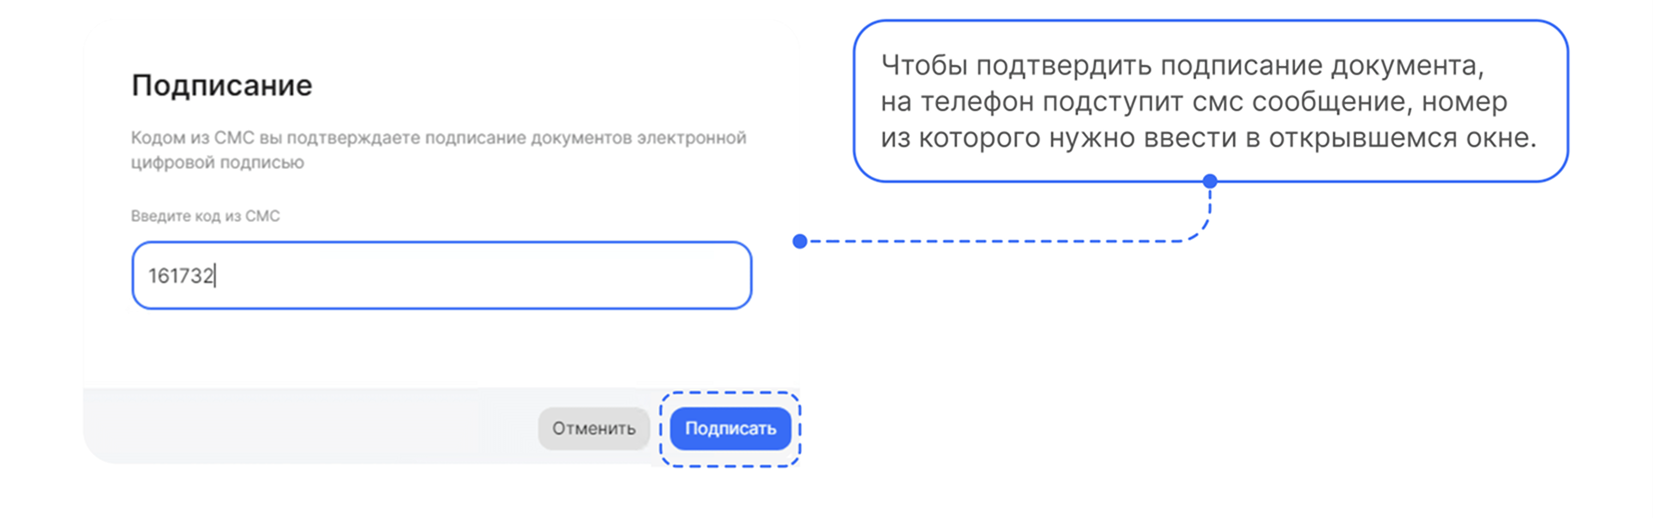 Подписание
Кодом из СМС вы подтверждаете подписание документов электронной
цифровой подписью
Введите код из СМС
161732
Отменить
Подписать
Чтобы подтвердить подписание документа,
на телефон подступит смс сообщение, номер
из которого нужно ввести в открывшемся окне.